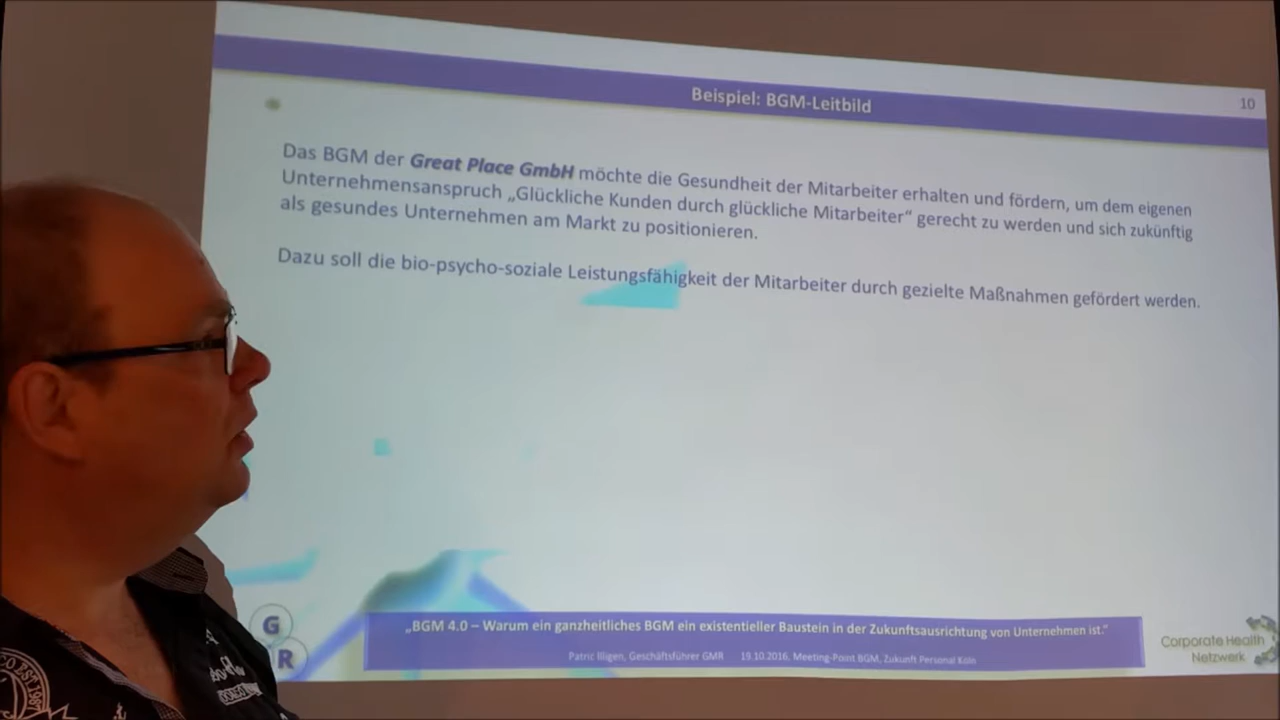 Beispiel: BGM-Leitbild
10
Das BGM der Great Place GmbH möchte die Gesundheit der Mitarbeiter erhalten und fördern, um dem eigenen
Unternehmensanspruch „Glückliche Kunden durch glückliche Mitarbeiter“ gerecht zu werden und sich zukünftig
als gesundes Unternehmen am Markt zu positionieren.
Dazu soll die bio-psycho-soziale Leistungsfähigkeit der Mitarbeiter durch gezielte Maßnahmen gefördert werden.
G
R
„BGM 4.0 – Warum ein ganzheitliches BGM ein existentieller Baustein in der Zukunftsausrichtung von Unternehmen ist.“
Patric Illigen, Geschäftsführer GMR 19.10.2016, Meeting-Point BGM, Zukunft Personal Köln
Corporate Health
Netzwerk